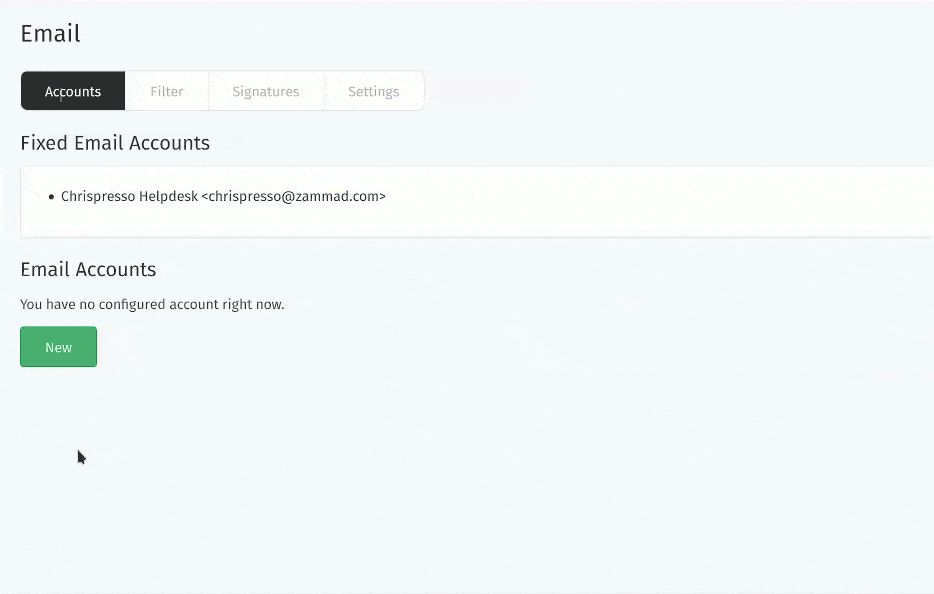 Email
Accounts Filter Signatures Settings
Fixed Email Accounts
• Chrispresso Helpdesk <chrispresso@zammad.com>
Email Accounts
You have no configured account right now.
New